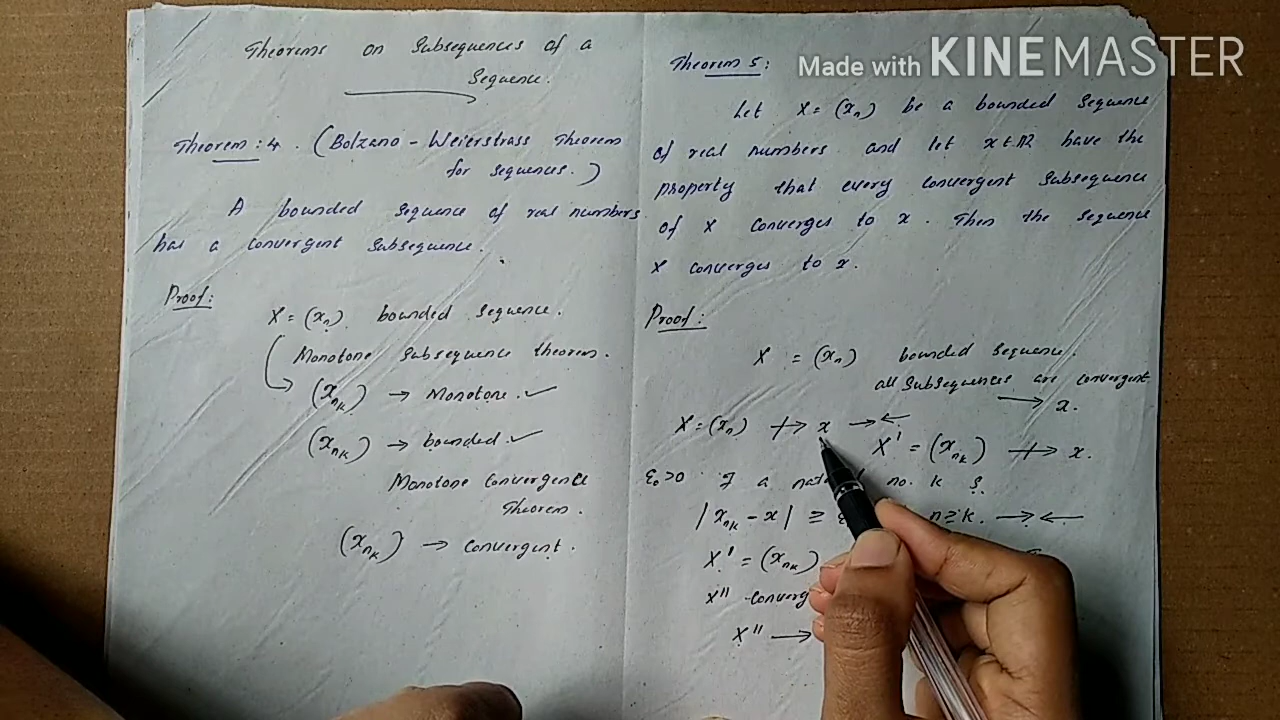 Theorems on Subsequences of a
Sequence.
Theorem : 4. (Bolzano - Weierstrass Theorem
for sequences.)
A bounded sequence of real numbers
has a convergent subsequence.
Proof:
X = (xₙ) bounded sequence.
Monotone subsequence theorem.
(xₙₖ) → Monotone. ✓
(xₙₖ) → bounded. ✓
Monotone Convergence
Theorem.
(xₙₖ) → convergent.
Made with KINEMASTER
Theorem 5:
Let X = (xₙ) be a bounded sequence
of real numbers and let x ∈ ℝ have the
property that every convergent subsequence
of X converges to x. Then the sequence
X converges to x.
Proof:
X = (xₙ) bounded sequence.
all subsequences are convergent
→ x.
X = (xₙ) ↛ x →←
X' = (xₙₖ) ↛ x.
ε₀ > 0 ∃ a no. k
|xₙₖ - x| ≥ n ≥ k. →←
X' = (xₙₖ)
X''
X'' →